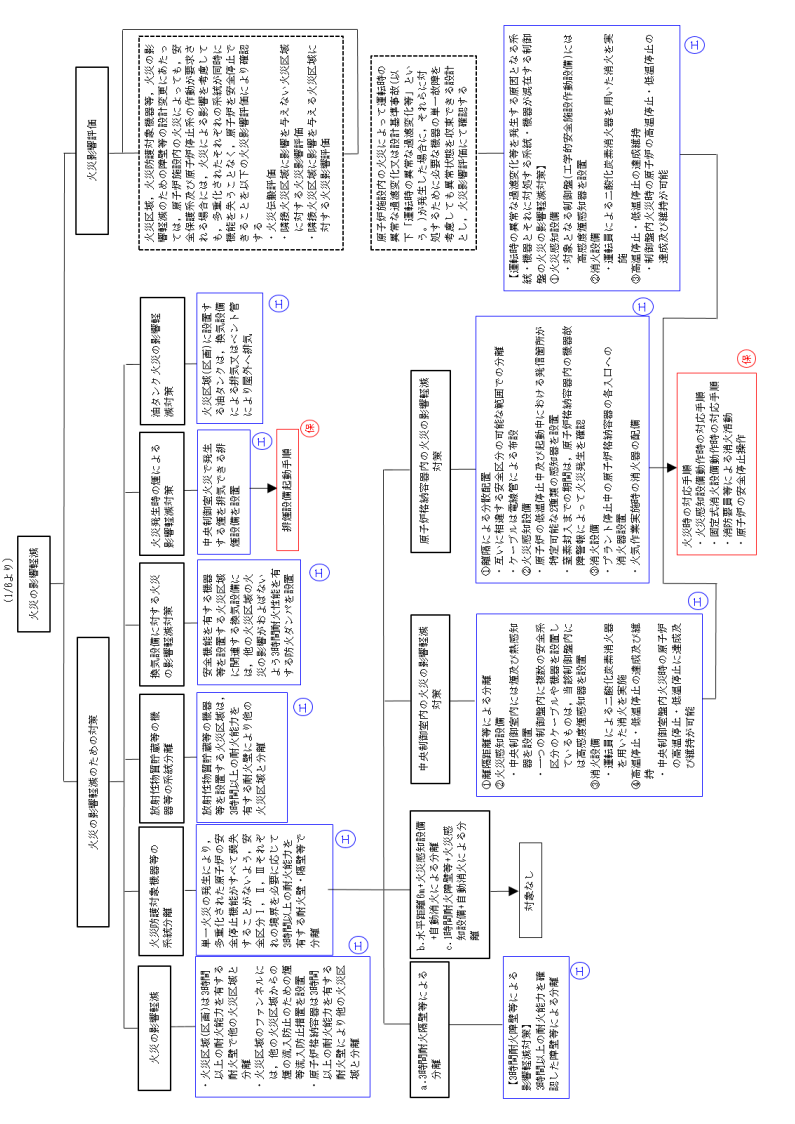 (1/6より)
火災の影響軽減
火災の影響軽減のための対策
火災影響評価
火災の影響軽減
・火災区域(区画)は3時間
以上の耐火能力を有する
耐火壁で他の火災区域と
分離
・火災区域のファンネルに
は，他の火災区域からの
煙の流入防止のための煙
等流入防止措置を設置
・原子炉格納容器は3時間
以上の耐火能力を有する
耐火壁により他の火災区
域と分離
エ
火災防護対象機器等の
系統分離
単一火災の発生により，
多重化された原子炉の安
全停止機能がすべて喪失
することがないよう，安
全区分Ⅰ，Ⅱ，Ⅲそれぞ
れの境界を必要に応じて
3時間以上の耐火能力を
有する耐火壁・隔壁等で
分離
エ
放射性物質貯蔵等の機
器等の系統分離
放射性物質貯蔵等の機器
等を設置する火災区域は，
3時間以上の耐火能力を
有する耐火壁により他の
火災区域と分離
エ
換気設備に対する火災
の影響軽減対策
安全機能を有する機器
等を設置する火災区域
に関連する換気設備に
は，他の火災区域の火
災の影響がおよばない
よう3時間耐火性能を有
する防火ダンパを設置
エ
火災発生時の煙による
影響軽減対策
中央制御室火災で発生
する煙を排気できる排
煙設備を設置
エ
排煙設備起動手順
保
油タンク火災の影響軽
減対策
火災区域(区画)に設置す
る油タンクは，換気設備
による排気又はベント管
により屋外へ排気
エ
火災区域，火災防護対象機器等，火災の影
響軽減のための障壁等の設計変更にあたっ
ては，原子炉施設内の火災によっても，安
全保護系及び原子炉停止系の作動が要求さ
れる場合には，火災による影響を考慮して
も，多重化されたそれぞれの系統が同時に
機能を失うことなく，原子炉を安全停止で
きることを以下の火災影響評価により確認
する
・火災伝動評価
・隣接火災区域に影響を与えない火災区域
に対する火災影響評価
・隣接火災区域に影響を与える火災区域に
対する火災影響評価
a.3時間耐火隔壁等による
分離
【3時間耐火障壁等による
影響軽減対策】
3時間以上の耐火能力を確
認した障壁等による分離
エ
b.水平距離6m+火災感知設備
+自動消火による分離
c.1時間耐火障壁等+火災感
知設備+自動消火による分
離
対象なし
中央制御室内の火災の影響軽減
対策
①離隔距離等による分離
②火災感知設備
・中央制御室内には煙及び熱感知
器を設置
・一つの制御盤内に複数の安全系
区分のケーブルや機器を設置し
ているものは，当該制御盤内に
は高感度煙感知器を設置
③消火設備
・運転員による二酸化炭素消火器
を用いた消火を実施
④高温停止・低温停止の達成及び維
持
・中央制御室盤内火災時の原子炉
の高温停止・低温停止に達成及
び維持が可能
エ
原子炉格納容器内の火災の影響軽減
対策
①離隔による分散配置
・互いに相違する安全区分の可能な範囲での分離
・ケーブルは電線管による布設
②火災感知設備
・原子炉の低温停止中及び起動中における発信箇所が
特定可能な2種類の感知器を設置
・窒素封入までの期間は，原子炉格納容器内の機器故
障警報によって火災発生を確認
③消火設備
・プラント停止中の原子炉格納容器の各入口への
消火器設置
・火気作業実施時の消火器の配備
エ
原子炉施設内の火災によって運転時の
異常な過渡変化又は設計基準事故(以
下「運転時の異常な過渡変化等」とい
う。)が発生した場合に，それらに対
処するために必要な機器の単一故障を
考慮しても異常状態を収束できる設計
とし，火災影響評価にて確認する
【運転時の異常な過渡変化等を発生する原因となる系
統・機器とそれに対処する系統・機器が混在する制御
盤の火災の影響軽減対策】
①火災感知設備
・対象となる制御盤(工学的安全施設作動設備)には
高感度煙感知器を設置
②消火設備
・運転員による二酸化炭素消火器を用いた消火を実
施
③高温停止・低温停止の達成維持
・制御盤内火災時の原子炉の高温停止・低温停止の
達成及び維持が可能
エ
火災時の対応手順
・火災感知設備動作時の対応手順
・固定式消火設備動作時の対応手順
・消防要員等による消火活動
・原子炉の安全停止操作
保